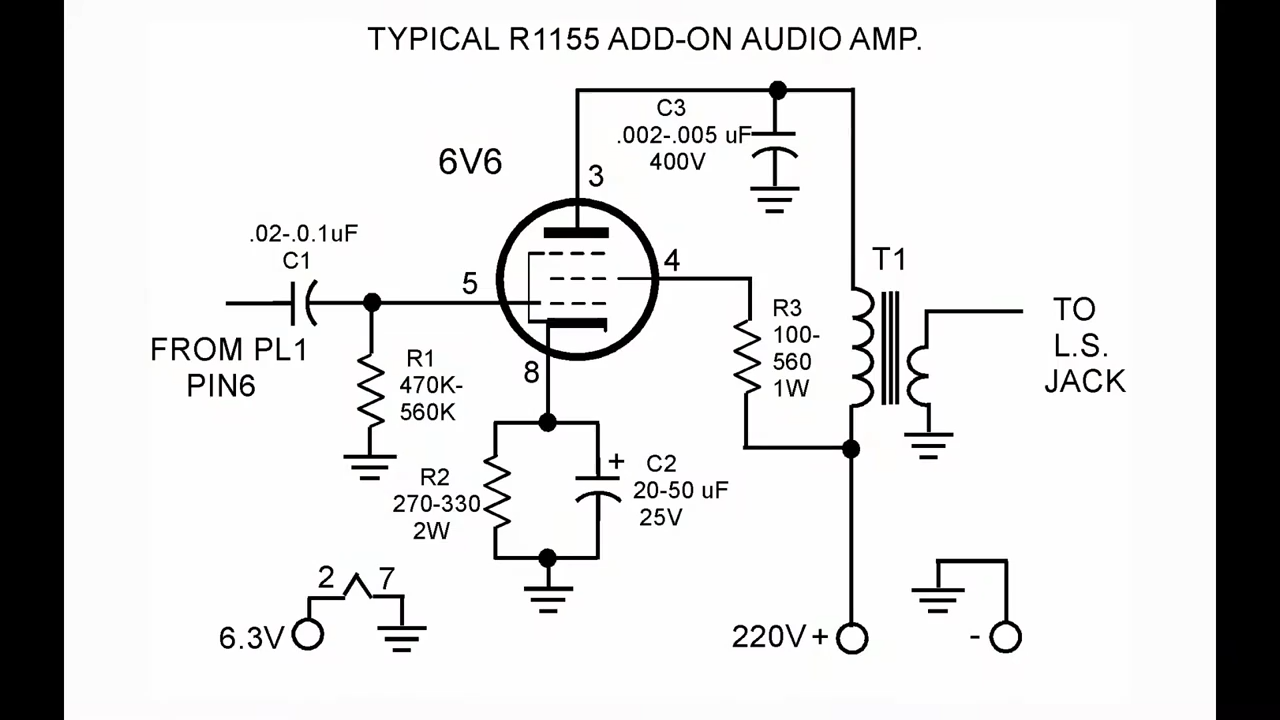 TYPICAL R1155 ADD-ON AUDIO AMP.
C3
.002-.005 uF
400V
6V6
3
.02-.0.1uF
C1
5
4
T1
FROM PL1
PIN6
R1
470K-
560K
8
R3
100-
560
1W
TO
L.S.
JACK
R2
270-330
2W
+
C2
20-50 uF
25V
2
7
6.3V
220V +
-